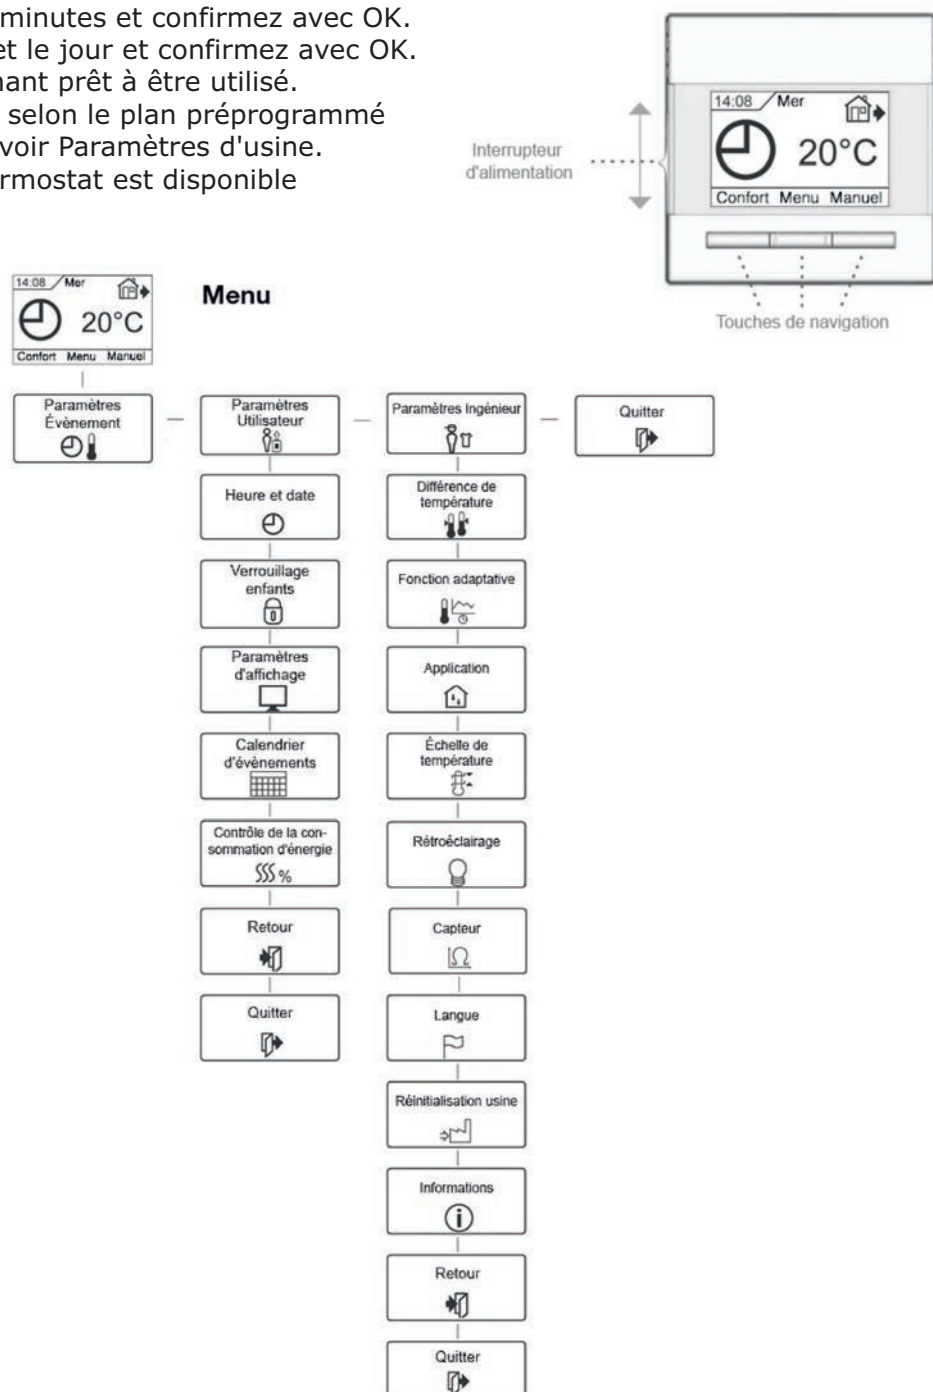 minutes et confirmez avec OK.
et le jour et confirmez avec OK.
nant prêt à être utilisé.
selon le plan préprogrammé
voir Paramètres d'usine.
ermostat est disponible
14:08 Mer
20°C
Confort Menu Manuel
Interrupteur
d'alimentation
Touches de navigation
14:08 Mer
20°C
Confort Menu Manuel
Menu
Paramètres
Évènement
Paramètres
Utilisateur
Heure et date
Verrouillage
enfants
Paramètres
d'affichage
Calendrier
d'évènements
Contrôle de la con-
sommation d'énergie
%
Retour
Quitter
Paramètres Ingénieur
Différence de
température
Fonction adaptative
Application
Échelle de
température
Rétroéclairage
Capteur
Ω
Langue
Réinitialisation usine
Informations
i
Retour
Quitter
Quitter